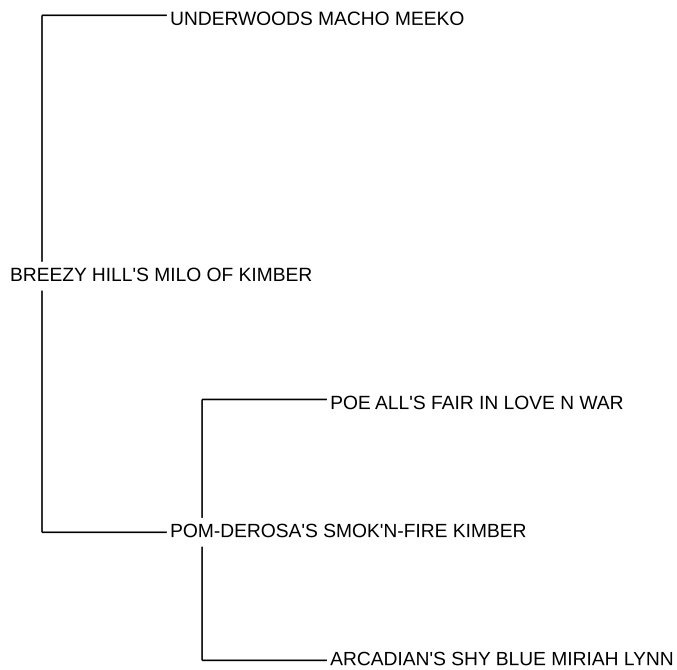 UNDERWOODS MACHO MEEKO
BREEZY HILL'S MILO OF KIMBER
POE ALL'S FAIR IN LOVE N WAR
POM-DEROSA'S SMOK'N-FIRE KIMBER
ARCADIAN'S SHY BLUE MIRIAH LYNN